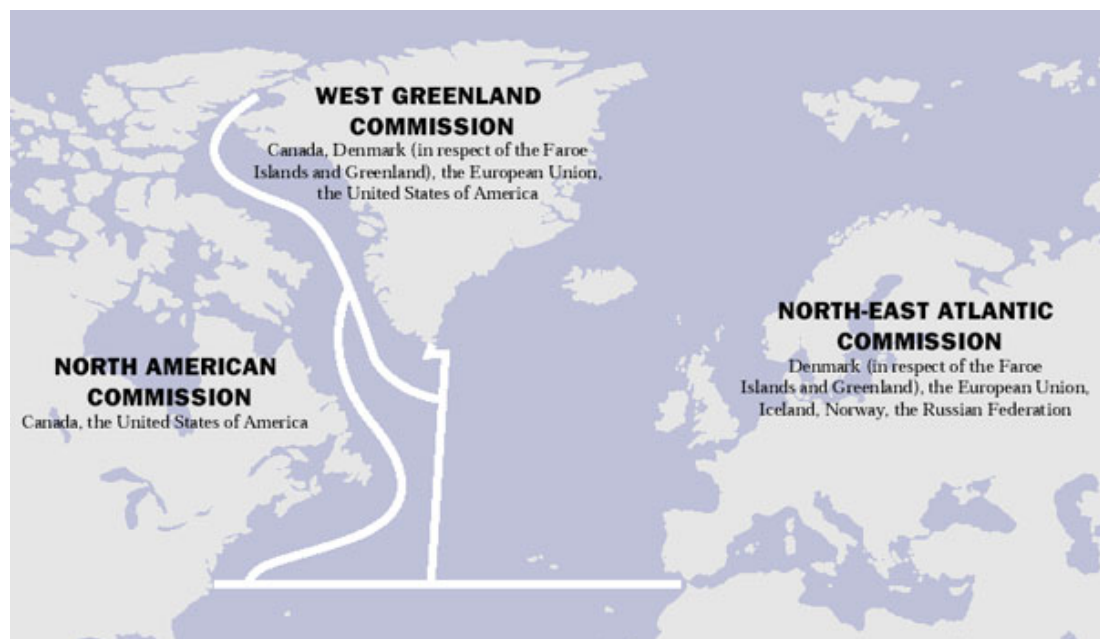 WEST GREENLAND
COMMISSION
Canada, Denmark (in respect of the Faroe
Islands and Greenland), the European Union,
the United States of America
NORTH-EAST ATLANTIC
COMMISSION
Denmark (in respect of the Faroe
Islands and Greenland), the European Union,
Iceland, Norway, the Russian Federation
NORTH AMERICAN
COMMISSION
Canada, the United States of America